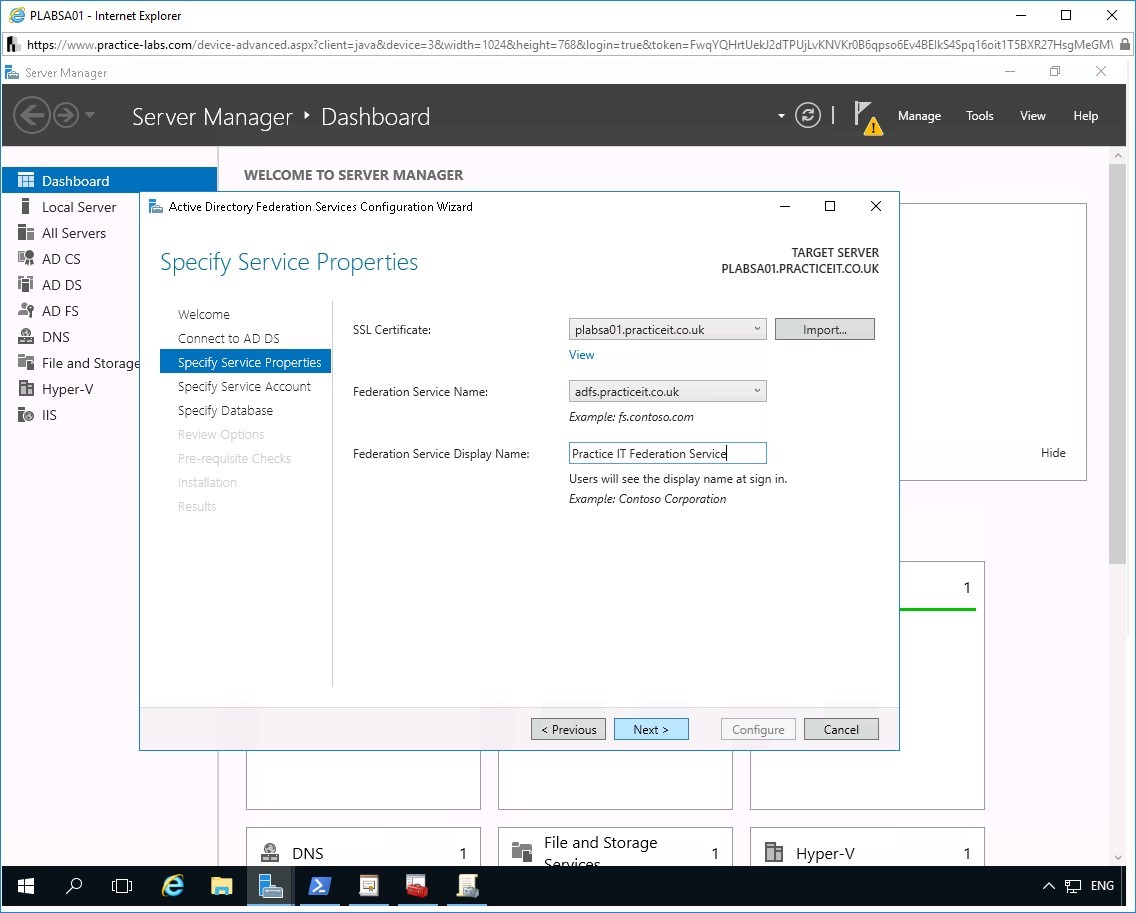 PLABSA01 - Internet Explorer
https://www.practice-labs.com/device-advanced.aspx?client=java&device=3&width=1024&height=768&login=true&token=
Server Manager
Server Manager ‣ Dashboard
Manage Tools View Help
Dashboard
Local Server
All Servers
AD CS
AD DS
AD FS
DNS
File and Storage
Hyper-V
IIS
WELCOME TO SERVER MANAGER
Active Directory Federation Services Configuration Wizard
Specify Service Properties
TARGET SERVER
PLABSA01.PRACTICEIT.CO.UK
Welcome
Connect to AD DS
Specify Service Properties
Specify Service Account
Specify Database
Review Options
Pre-requisite Checks
Installation
Results
SSL Certificate: plabsa01.practiceit.co.uk Import...
View
Federation Service Name: adfs.practiceit.co.uk
Example: fs.contoso.com
Federation Service Display Name: Practice IT Federation Service
Users will see the display name at sign in.
Example: Contoso Corporation
< Previous Next > Configure Cancel
Hide
1
DNS 1
File and Storage
Services 1
Hyper-V 1
ENG